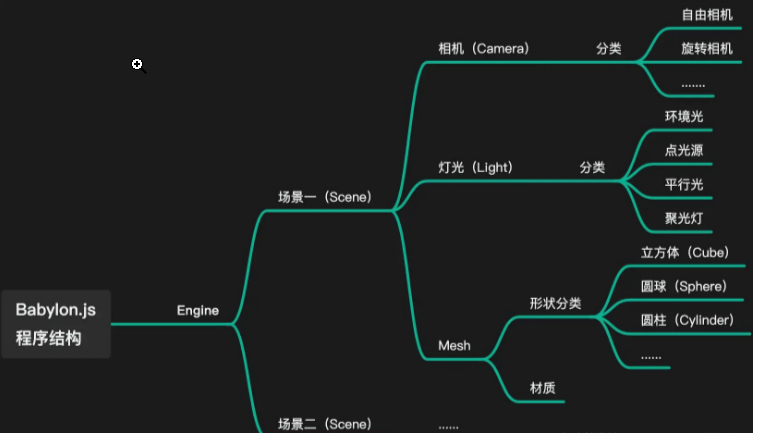 Babylon.js
程序结构
Engine
场景一（Scene）
相机（Camera）
分类
自由相机
旋转相机
.......
灯光（Light）
分类
环境光
点光源
平行光
聚光灯
Mesh
形状分类
立方体（Cube）
圆球（Sphere）
圆柱（Cylinder）
......
材质
场景二（Scene）
......